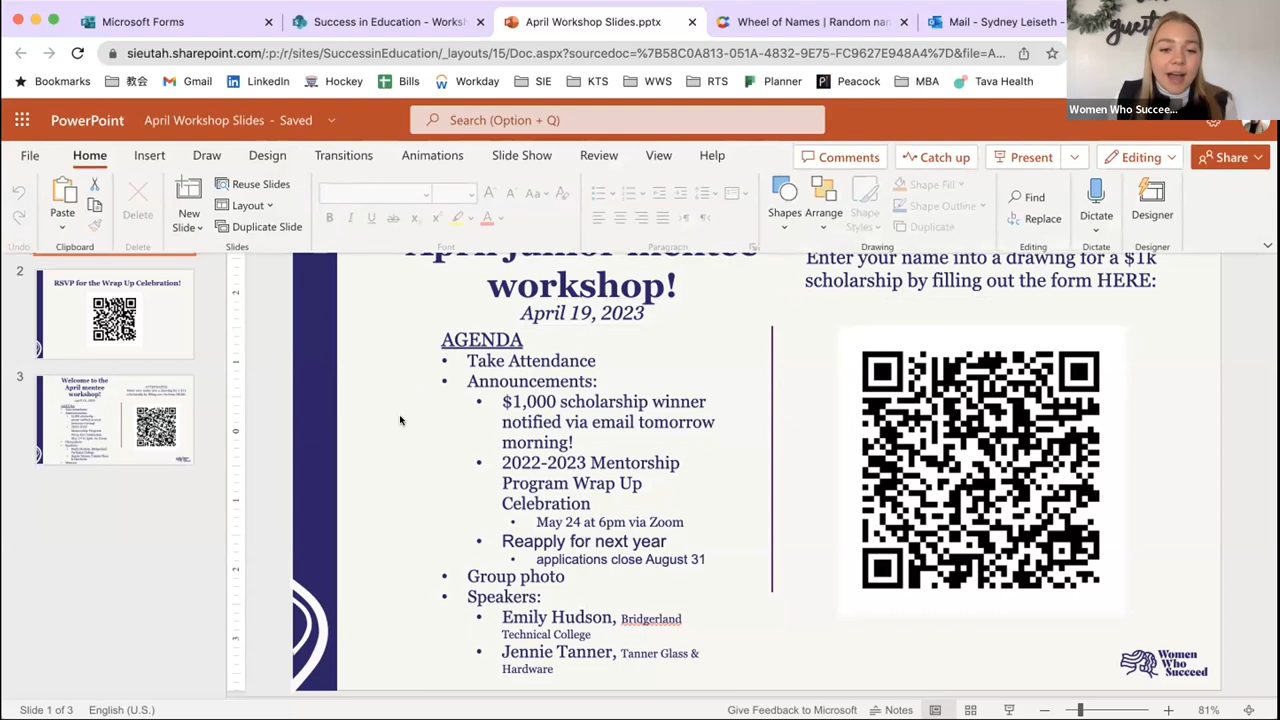 Microsoft Forms
Success in Education - Worksh
April Workshop Slides.pptx
Wheel of Names | Random nam
Mail - Sydney Leiseth - Outlook
sieutah.sharepoint.com/:p:r/sites/SuccessinEducation/_layouts/15/Doc.aspx?sourcedoc=%7B58C0A813-051A-4832-9E75-FC9627E948A4%7D&file=A...
Bookmarks
教会
Gmail
LinkedIn
Hockey
Bills
Workday
SIE
KTS
WWS
RTS
Planner
Peacock
MBA
Tava Health
Women Who Succee...
PowerPoint
April Workshop Slides - Saved
Search (Option + Q)
File Home Insert Draw Design Transitions Animations Slide Show Review View Help
Comments
Catch up
Present
Editing
Share
Paste
Delete
New
Slide
Reuse Slides
Layout
Duplicate Slide
Aa
B I U ab
A
Shapes
Arrange
Shape
Styles
Shape Fill
Shape Outline
Duplicate
Find
Replace
Dictate
Designer
Undo
Clipboard
Delete
Slides
Font
Paragraph
Drawing
Editing
Dictate
Designer
2
RSVP for the Wrap Up Celebration!
3
Welcome to the
April mentee
workshop!
April junior mentee
workshop!
April 19, 2023
AGENDA
• Take Attendance
• Announcements:
• $1,000 scholarship winner
notified via email tomorrow
morning!
• 2022-2023 Mentorship
Program Wrap Up
Celebration
• May 24 at 6pm via Zoom
• Reapply for next year
• applications close August 31
• Group photo
• Speakers:
• Emily Hudson, Bridgerland
Technical College
• Jennie Tanner, Tanner Glass &
Hardware
Enter your name into a drawing for a $1k
scholarship by filling out the form HERE:
Women
Who
Succeed
Slide 1 of 3
English (U.S.)
Give Feedback to Microsoft
Notes
81%